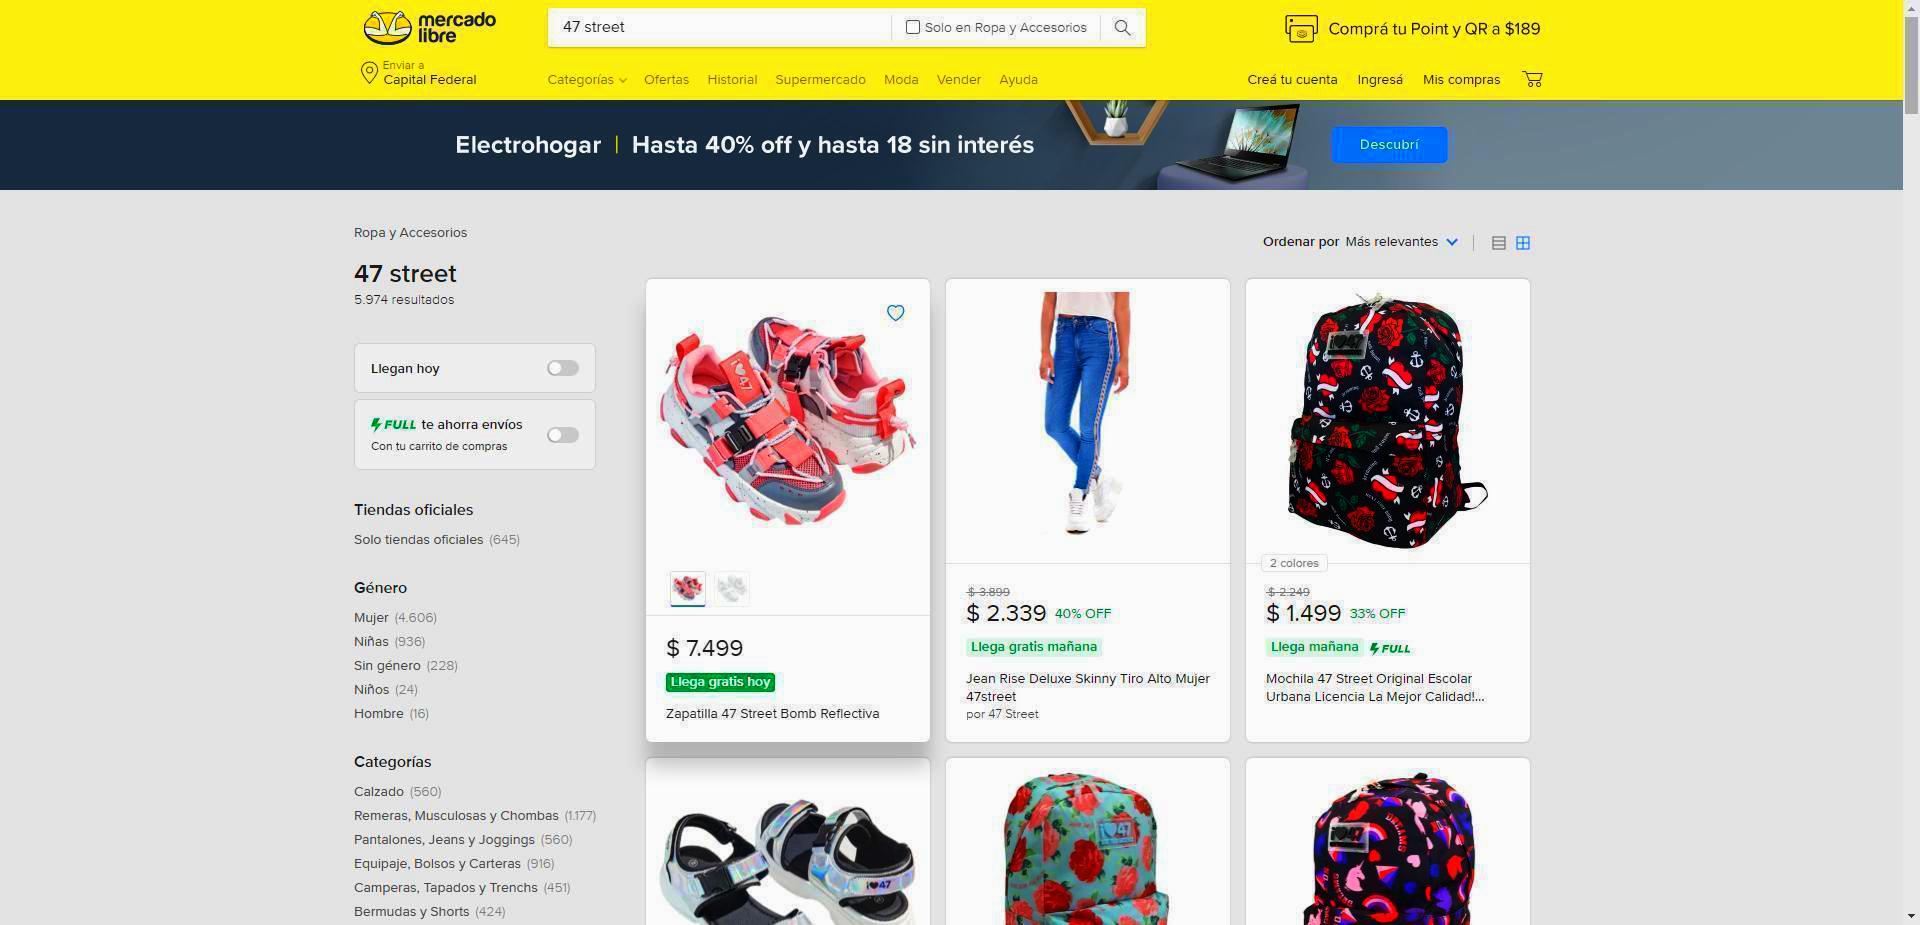 mercado
libre
47 street
Solo en Ropa y Accesorios
Comprá tu Point y QR a $189
Enviar a
Capital Federal
Categorías
Ofertas
Historial
Supermercado
Moda
Vender
Ayuda
Creá tu cuenta
Ingresá
Mis compras
Electrohogar | Hasta 40% off y hasta 18 sin interés
Descubrí
Ropa y Accesorios
47 street
5.974 resultados
Ordenar por Más relevantes
Llegan hoy
FULL te ahorra envíos
Con tu carrito de compras
Tiendas oficiales
Solo tiendas oficiales (645)
Género
Mujer (4.606)
Niñas (936)
Sin género (228)
Niños (24)
Hombre (16)
Categorías
Calzado (560)
Remeras, Musculosas y Chombas (1.177)
Pantalones, Jeans y Joggings (560)
Equipaje, Bolsos y Carteras (916)
Camperas, Tapados y Trenchs (451)
Bermudas y Shorts (424)
$ 7.499
Llega gratis hoy
Zapatilla 47 Street Bomb Reflectiva
$ 3.899
$ 2.339 40% OFF
Llega gratis mañana
Jean Rise Deluxe Skinny Tiro Alto Mujer
47street
por 47 Street
2 colores
$ 2.249
$ 1.499 33% OFF
Llega mañana FULL
Mochila 47 Street Original Escolar
Urbana Licencia La Mejor Calidad!...
i♥47
i♥47
i♥47
i♥47
i♥47
DREAMS